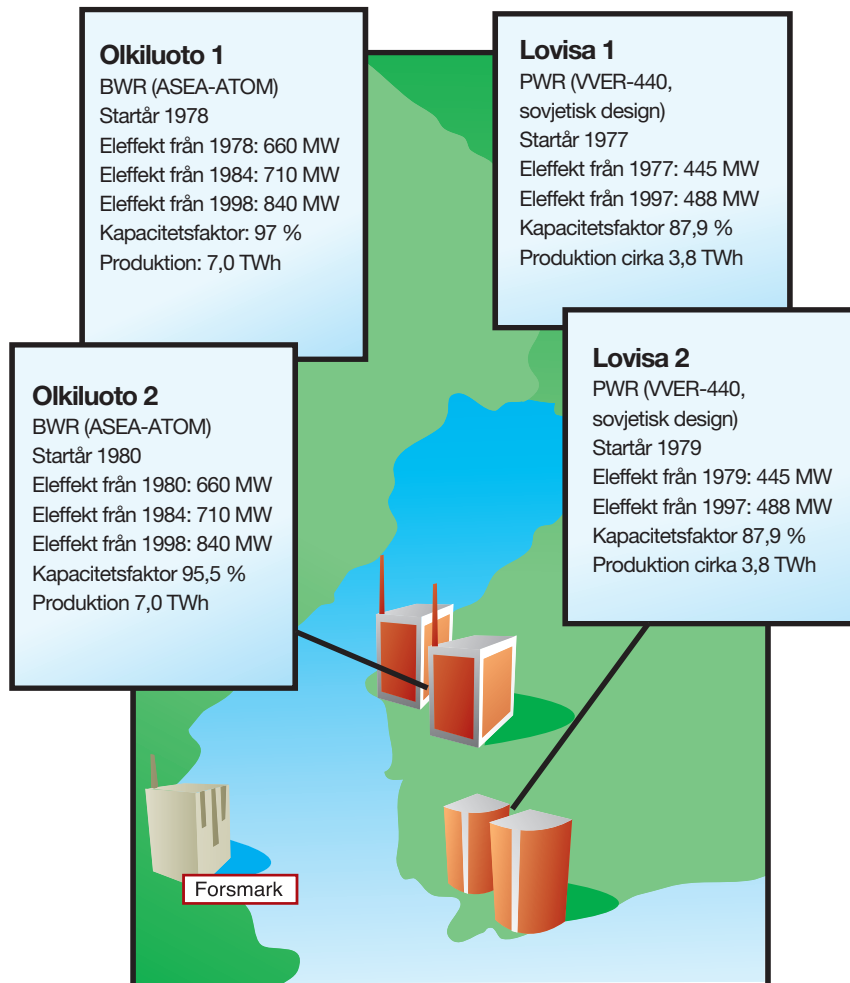 Olkiluoto 1
BWR (ASEA-ATOM)
Startår 1978
Eleffekt från 1978: 660 MW
Eleffekt från 1984: 710 MW
Eleffekt från 1998: 840 MW
Kapacitetsfaktor: 97 %
Produktion: 7,0 TWh
Lovisa 1
PWR (VVER-440,
sovjetisk design)
Startår 1977
Eleffekt från 1977: 445 MW
Eleffekt från 1997: 488 MW
Kapacitetsfaktor 87,9 %
Produktion cirka 3,8 TWh
Olkiluoto 2
BWR (ASEA-ATOM)
Startår 1980
Eleffekt från 1980: 660 MW
Eleffekt från 1984: 710 MW
Eleffekt från 1998: 840 MW
Kapacitetsfaktor 95,5 %
Produktion 7,0 TWh
Lovisa 2
PWR (VVER-440,
sovjetisk design)
Startår 1979
Eleffekt från 1979: 445 MW
Eleffekt från 1997: 488 MW
Kapacitetsfaktor 87,9 %
Produktion cirka 3,8 TWh
Forsmark